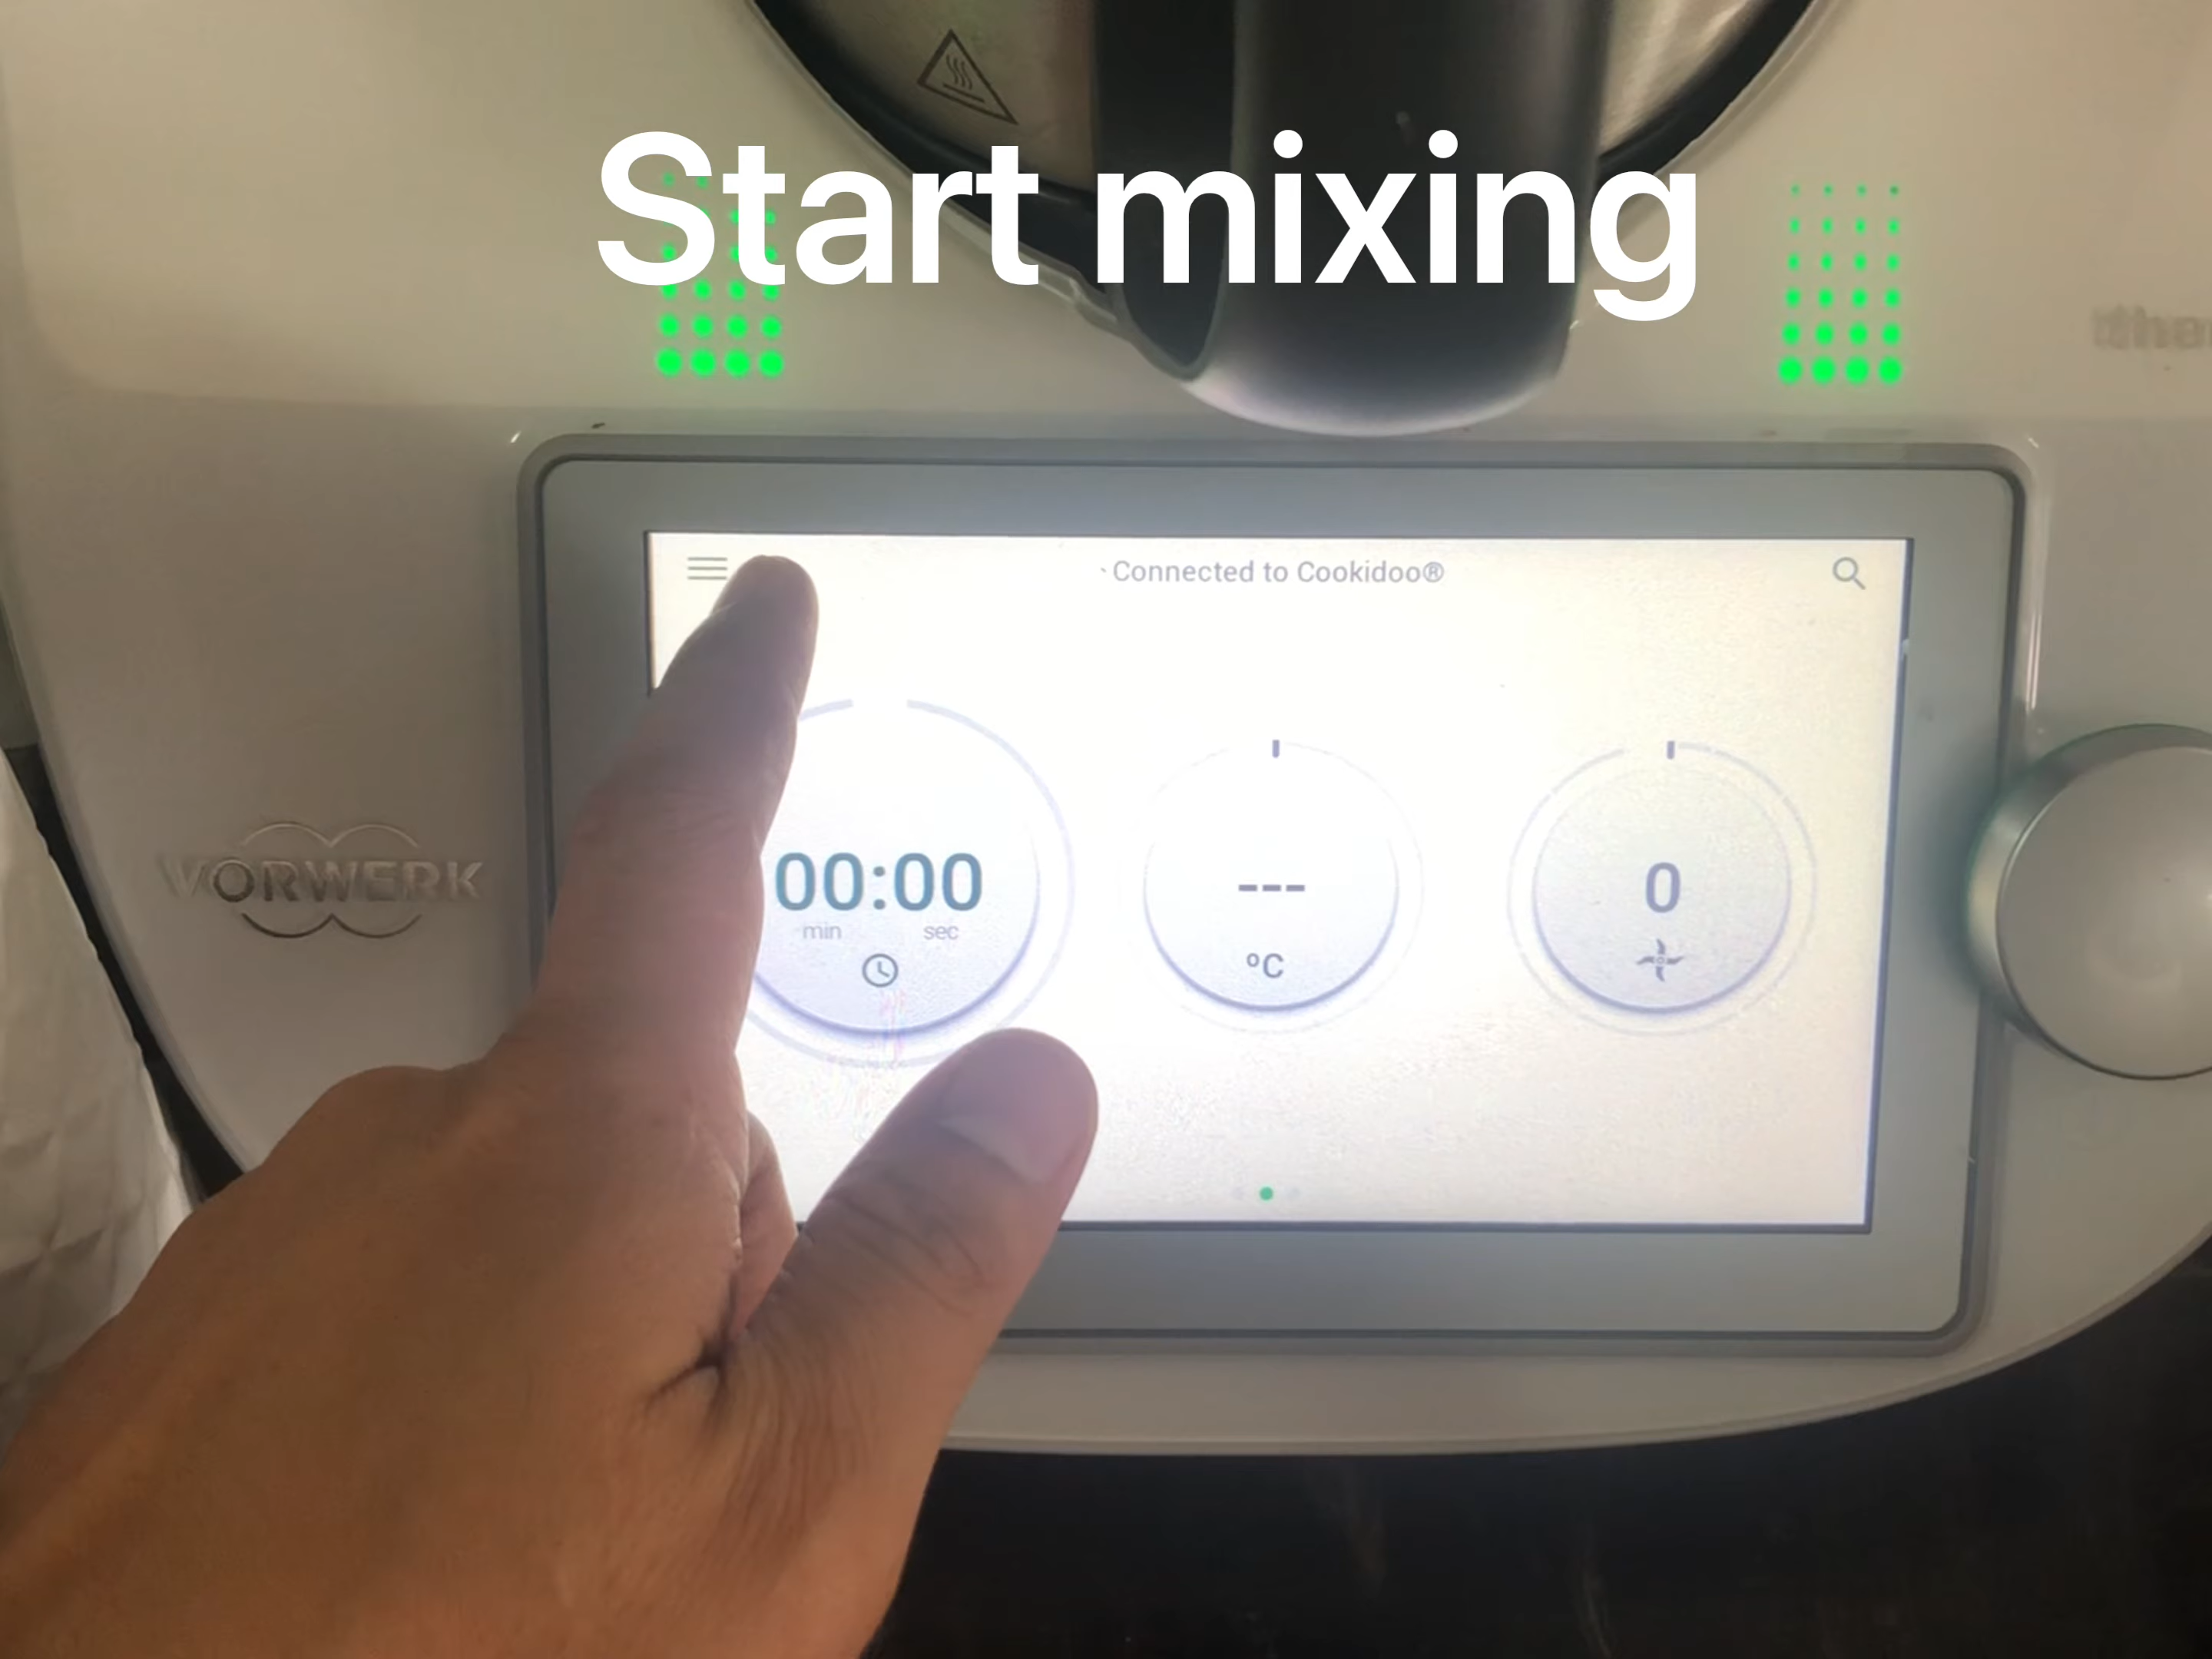 Start mixing
Connected to Cookidoo®
VORWERK
00:00
min sec
---
°C
0